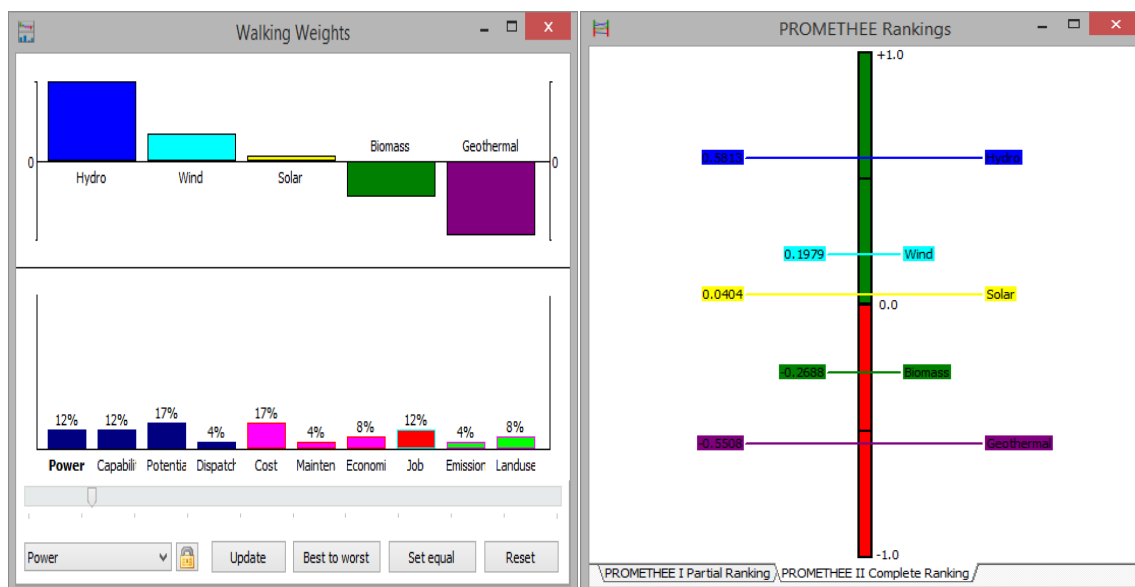 Walking Weights
Biomass Geothermal
0 0
Hydro Wind Solar
12% 12% 17% 4% 17% 4% 8% 12% 4% 8%
Power Capabili Potentia Dispatch Cost Mainten Economi Job Emission Landuse
Power Update Best to worst Set equal Reset
PROMETHEE Rankings
+1.0
0.5813 Hydro
0.1979 Wind
0.0404 Solar
0.0
-0.2688 Biomass
-0.5508 Geothermal
-1.0
PROMETHEE I Partial Ranking PROMETHEE II Complete Ranking